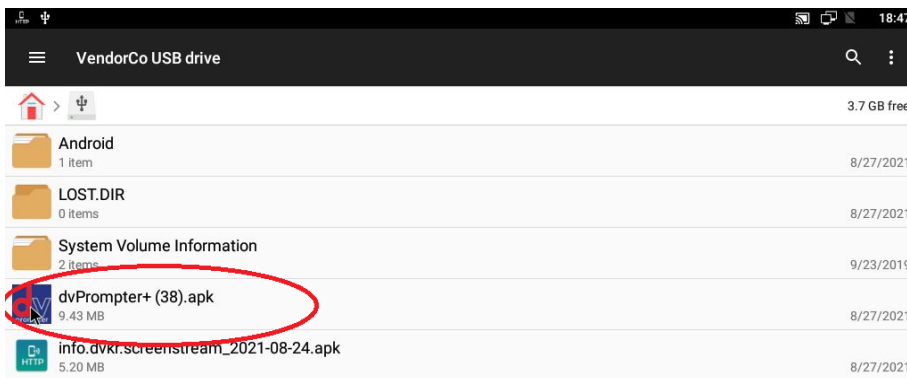 HTTP 18:47
VendorCo USB drive
3.7 GB free
Android
1 item 8/27/2021
LOST.DIR
0 items 8/27/2021
System Volume Information
2 items 9/23/2019
dvPrompter+ (38).apk
9.43 MB 8/27/2021
info.dvkr.screenstream_2021-08-24.apk
HTTP
5.20 MB 8/27/2021